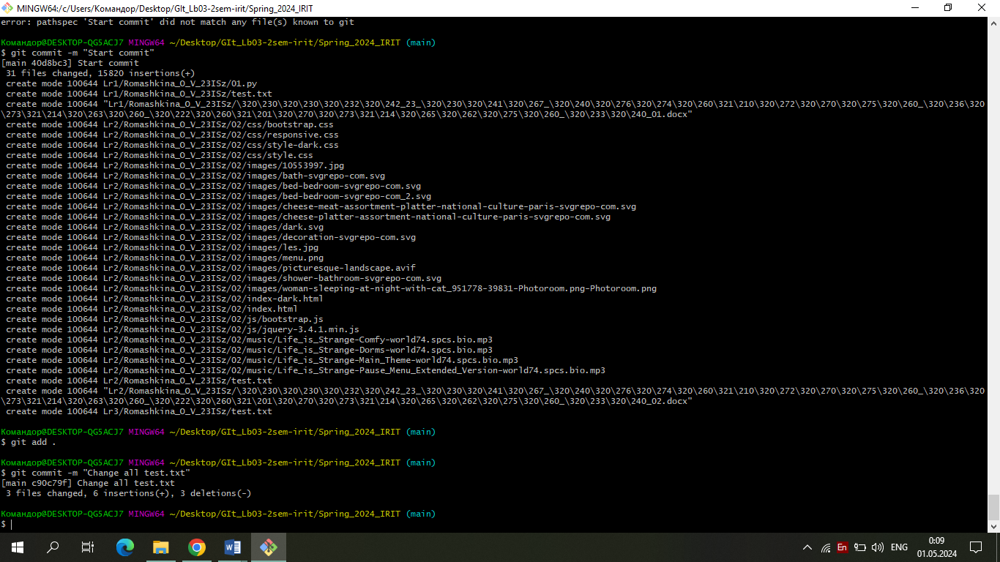 MINGW64:/c/Users/Командор/Desktop/GIt_Lb03-2sem-irit/Spring_2024_IRIT
error: pathspec 'Start commit' did not match any file(s) known to git
Командор@DESKTOP-QG5ACJ7 MINGW64 ~/Desktop/GIt_Lb03-2sem-irit/Spring_2024_IRIT (main)
$ git commit -m "Start commit"
[main 40d8bc3] Start commit
31 files changed, 15820 insertions(+)
create mode 100644 Lr1/Romashkina_O_V_23ISz/01.py
create mode 100644 Lr1/Romashkina_O_V_23ISz/test.txt
create mode 100644 "Lr1/Romashkina_O_V_23ISz/\320\230\320\230\320\232\320\242_23_\320\230\320\241\320\267_\320\240\320\276\320\274\320\260\321\210\320\272\320\270\320\275\320\260_\320\236\320
\273\321\214\320\263\320\260_\320\222\320\260\321\201\320\270\320\273\321\214\320\265\320\262\320\275\320\260_\320\233\320\240_01.docx"
create mode 100644 Lr2/Romashkina_O_V_23ISz/02/css/bootstrap.css
create mode 100644 Lr2/Romashkina_O_V_23ISz/02/css/responsive.css
create mode 100644 Lr2/Romashkina_O_V_23ISz/02/css/style-dark.css
create mode 100644 Lr2/Romashkina_O_V_23ISz/02/css/style.css
create mode 100644 Lr2/Romashkina_O_V_23ISz/02/images/10553997.jpg
create mode 100644 Lr2/Romashkina_O_V_23ISz/02/images/bath-svgrepo-com.svg
create mode 100644 Lr2/Romashkina_O_V_23ISz/02/images/bed-bedroom-svgrepo-com.svg
create mode 100644 Lr2/Romashkina_O_V_23ISz/02/images/bed-bedroom-svgrepo-com_2.svg
create mode 100644 Lr2/Romashkina_O_V_23ISz/02/images/cheese-meat-assortment-platter-national-culture-paris-svgrepo-com.svg
create mode 100644 Lr2/Romashkina_O_V_23ISz/02/images/cheese-platter-assortment-national-culture-paris-svgrepo-com.svg
create mode 100644 Lr2/Romashkina_O_V_23ISz/02/images/dark.svg
create mode 100644 Lr2/Romashkina_O_V_23ISz/02/images/decoration-svgrepo-com.svg
create mode 100644 Lr2/Romashkina_O_V_23ISz/02/images/les.jpg
create mode 100644 Lr2/Romashkina_O_V_23ISz/02/images/menu.png
create mode 100644 Lr2/Romashkina_O_V_23ISz/02/images/picturesque-landscape.avif
create mode 100644 Lr2/Romashkina_O_V_23ISz/02/images/shower-bathroom-svgrepo-com.svg
create mode 100644 Lr2/Romashkina_O_V_23ISz/02/images/woman-sleeping-at-night-with-cat_951778-39831-Photoroom.png-Photoroom.png
create mode 100644 Lr2/Romashkina_O_V_23ISz/02/index-dark.html
create mode 100644 Lr2/Romashkina_O_V_23ISz/02/index.html
create mode 100644 Lr2/Romashkina_O_V_23ISz/02/js/bootstrap.js
create mode 100644 Lr2/Romashkina_O_V_23ISz/02/js/jquery-3.4.1.min.js
create mode 100644 Lr2/Romashkina_O_V_23ISz/02/music/Life_is_Strange-Comfy-world74.spcs.bio.mp3
create mode 100644 Lr2/Romashkina_O_V_23ISz/02/music/Life_is_Strange-Dorms-world74.spcs.bio.mp3
create mode 100644 Lr2/Romashkina_O_V_23ISz/02/music/Life_is_Strange-Main_Theme-world74.spcs.bio.mp3
create mode 100644 Lr2/Romashkina_O_V_23ISz/02/music/Life_is_Strange-Pause_Menu_Extended_Version-world74.spcs.bio.mp3
create mode 100644 Lr2/Romashkina_O_V_23ISz/test.txt
create mode 100644 "Lr2/Romashkina_O_V_23ISz/\320\230\320\230\320\232\320\242_23_\320\230\320\241\320\267_\320\240\320\276\320\274\320\260\321\210\320\272\320\270\320\275\320\260_\320\236\320
\273\321\214\320\263\320\260_\320\222\320\260\321\201\320\270\320\273\321\214\320\265\320\262\320\275\320\260_\320\233\320\240_02.docx"
create mode 100644 Lr3/Romashkina_O_V_23ISz/test.txt
Командор@DESKTOP-QG5ACJ7 MINGW64 ~/Desktop/GIt_Lb03-2sem-irit/Spring_2024_IRIT (main)
$ git add .
Командор@DESKTOP-QG5ACJ7 MINGW64 ~/Desktop/GIt_Lb03-2sem-irit/Spring_2024_IRIT (main)
$ git commit -m "Change all test.txt"
[main c90c79f] Change all test.txt
3 files changed, 6 insertions(+), 3 deletions(-)
Командор@DESKTOP-QG5ACJ7 MINGW64 ~/Desktop/GIt_Lb03-2sem-irit/Spring_2024_IRIT (main)
$
En ENG 0:09
01.05.2024